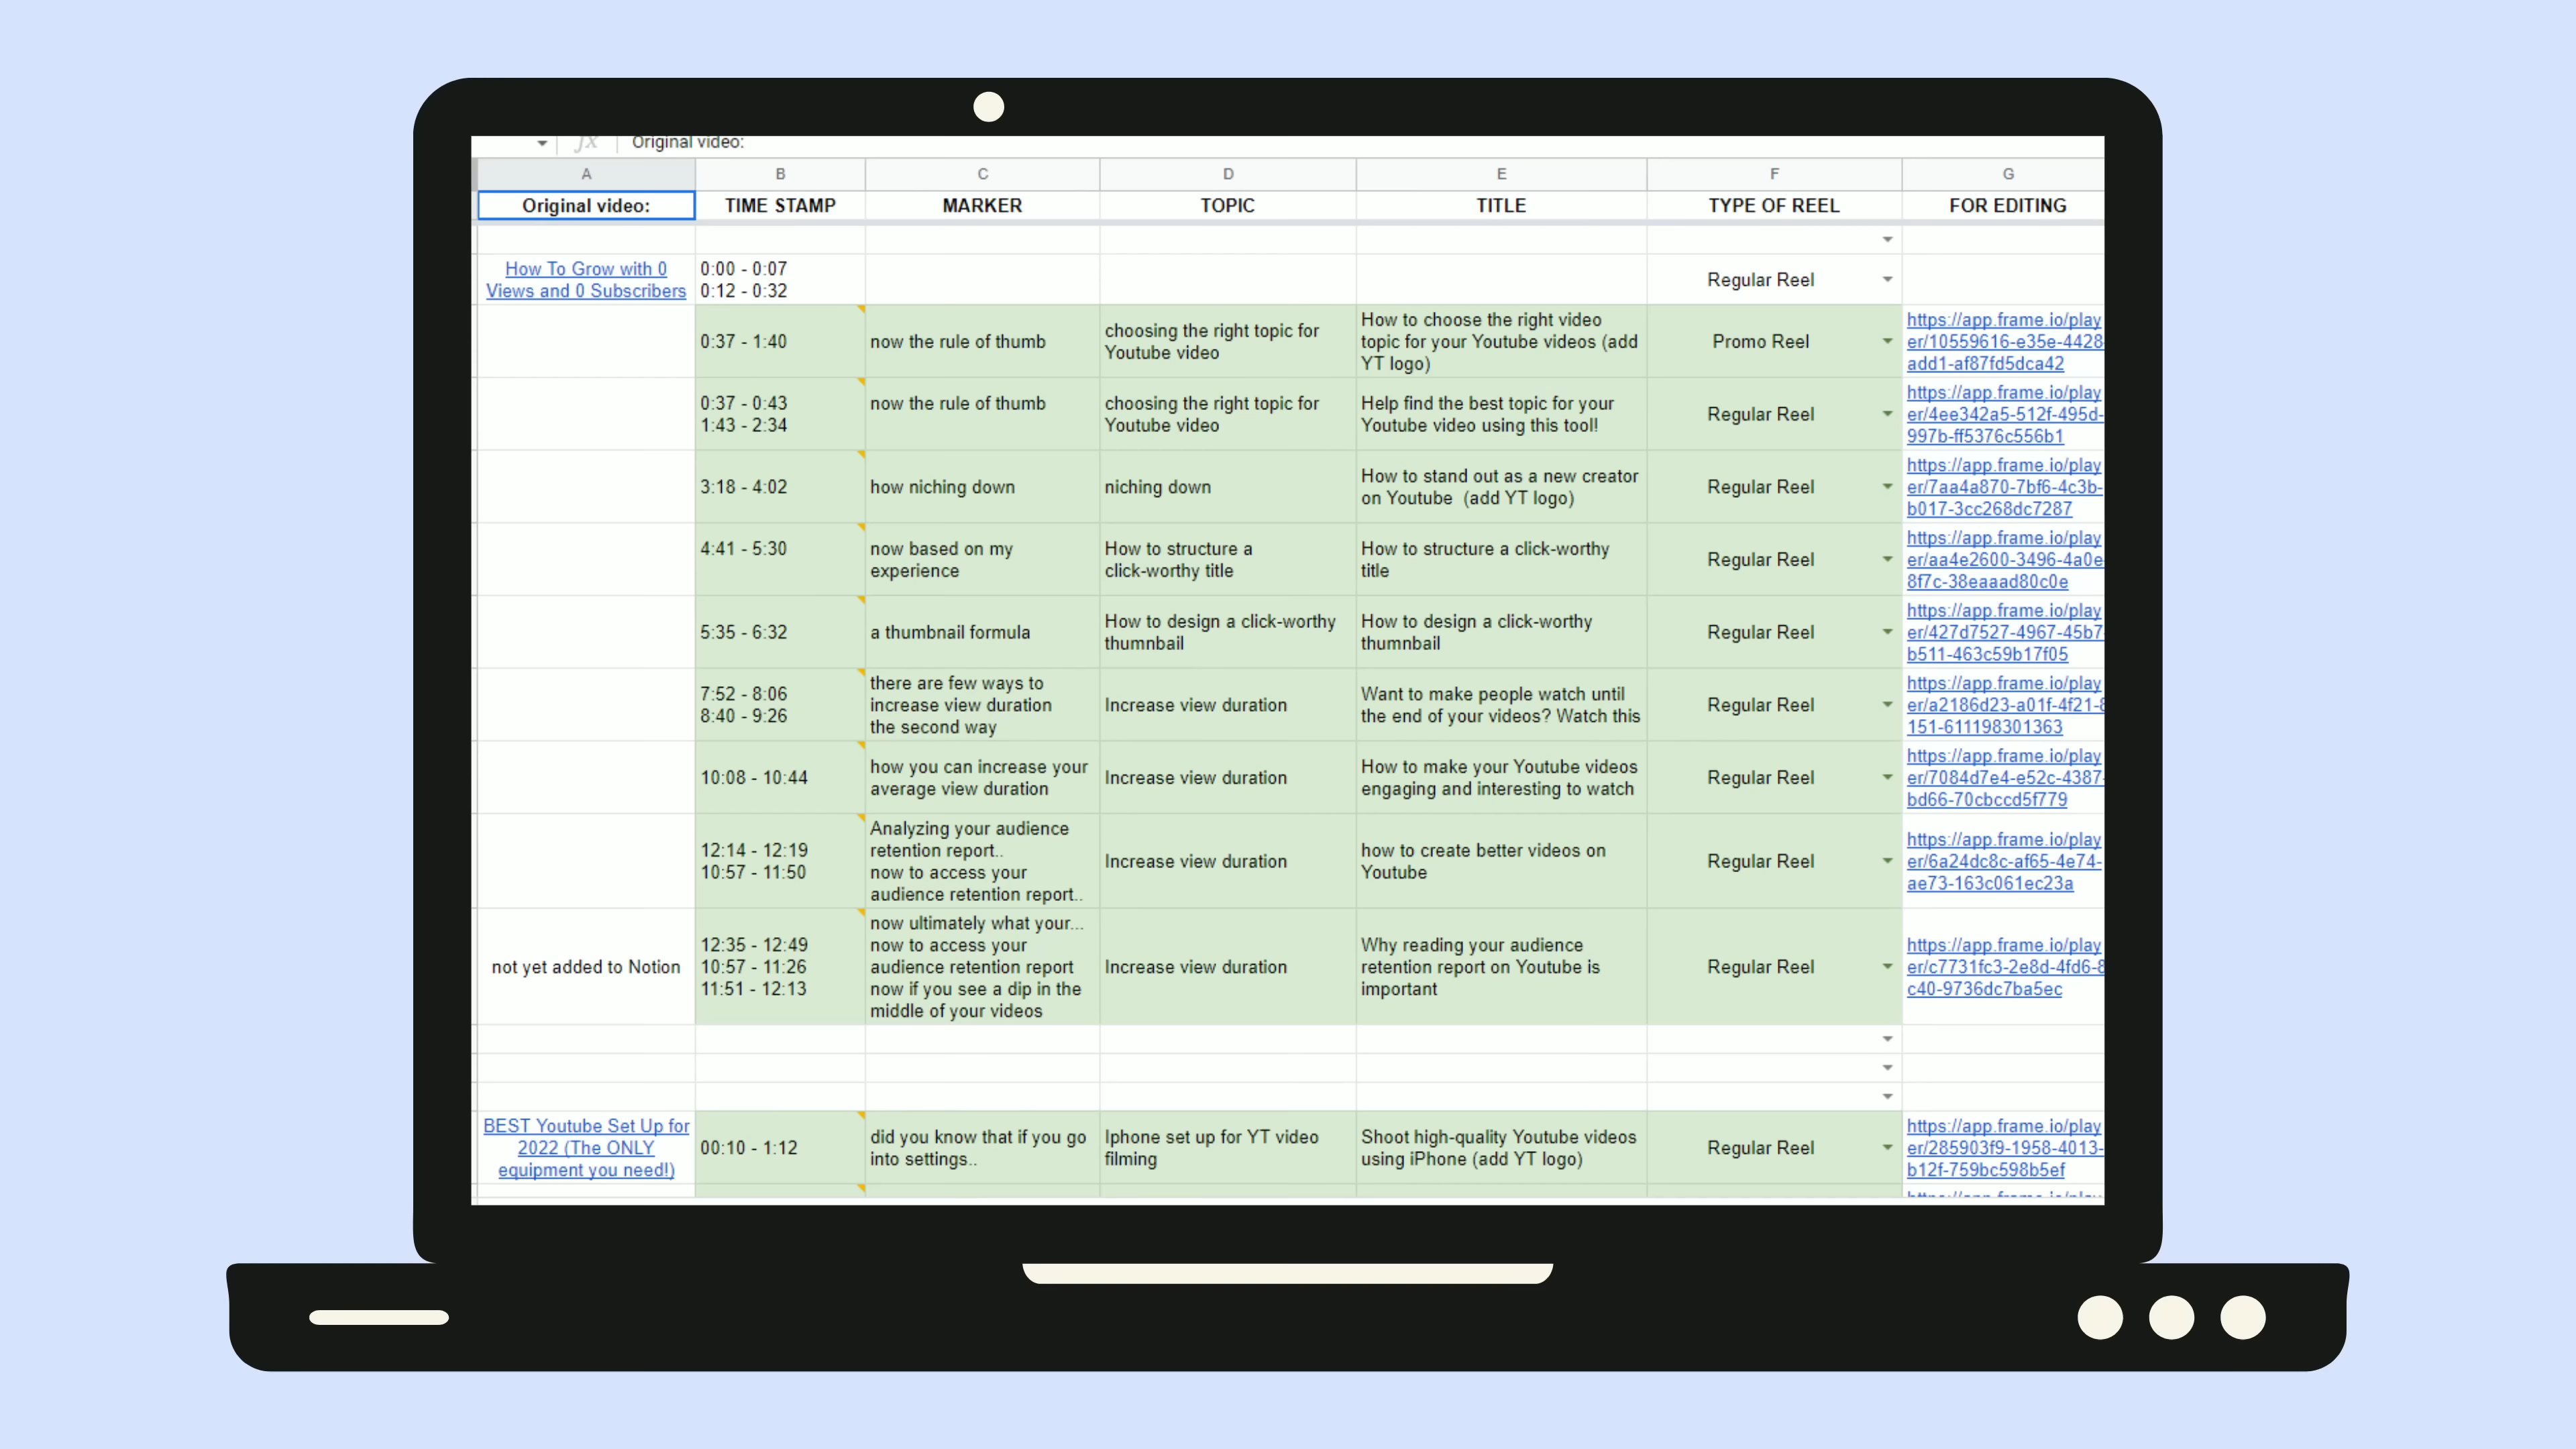 fx Original video:
A B C D E F G
Original video: TIME STAMP MARKER TOPIC TITLE TYPE OF REEL FOR EDITING
How To Grow with 0
Views and 0 Subscribers
0:00 - 0:07
0:12 - 0:32
Regular Reel
0:37 - 1:40
now the rule of thumb
choosing the right topic for
Youtube video
How to choose the right video
topic for your Youtube videos (add
YT logo)
Promo Reel
https://app.frame.io/play
er/10559616-e35e-4428-
add1-af87fd5dca42
0:37 - 0:43
1:43 - 2:34
now the rule of thumb
choosing the right topic for
Youtube video
Help find the best topic for your
Youtube video using this tool!
Regular Reel
https://app.frame.io/play
er/4ee342a5-512f-495d-
997b-ff5376c556b1
3:18 - 4:02
how niching down
niching down
How to stand out as a new creator
on Youtube  (add YT logo)
Regular Reel
https://app.frame.io/play
er/7aa4a870-7bf6-4c3b-
b017-3cc268dc7287
4:41 - 5:30
now based on my
experience
How to structure a
click-worthy title
How to structure a click-worthy
title
Regular Reel
https://app.frame.io/play
er/aa4e2600-3496-4a0e
8f7c-38eaaad80c0e
5:35 - 6:32
a thumbnail formula
How to design a click-worthy
thumnbail
How to design a click-worthy
thumnbail
Regular Reel
https://app.frame.io/play
er/427d7527-4967-45b7
b511-463c59b17f05
7:52 - 8:06
8:40 - 9:26
there are few ways to
increase view duration
the second way
Increase view duration
Want to make people watch until
the end of your videos? Watch this
Regular Reel
https://app.frame.io/play
er/a2186d23-a01f-4f21-8
151-611198301363
10:08 - 10:44
how you can increase your
average view duration
Increase view duration
How to make your Youtube videos
engaging and interesting to watch
Regular Reel
https://app.frame.io/play
er/7084d7e4-e52c-4387-
bd66-70cbccd5f779
12:14 - 12:19
10:57 - 11:50
Analyzing your audience
retention report..
now to access your
audience retention report..
Increase view duration
how to create better videos on
Youtube
Regular Reel
https://app.frame.io/play
er/6a24dc8c-af65-4e74-
ae73-163c061ec23a
not yet added to Notion
12:35 - 12:49
10:57 - 11:26
11:51 - 12:13
now ultimately what your...
now to access your
audience retention report
now if you see a dip in the
middle of your videos
Increase view duration
Why reading your audience
retention report on Youtube is
important
Regular Reel
https://app.frame.io/play
er/c7731fc3-2e8d-4fd6-8
c40-9736dc7ba5ec
BEST Youtube Set Up for
2022 (The ONLY
equipment you need!)
00:10 - 1:12
did you know that if you go
into settings..
Iphone set up for YT video
filming
Shoot high-quality Youtube videos
using iPhone (add YT logo)
Regular Reel
https://app.frame.io/play
er/285903f9-1958-4013-
b12f-759bc598b5ef